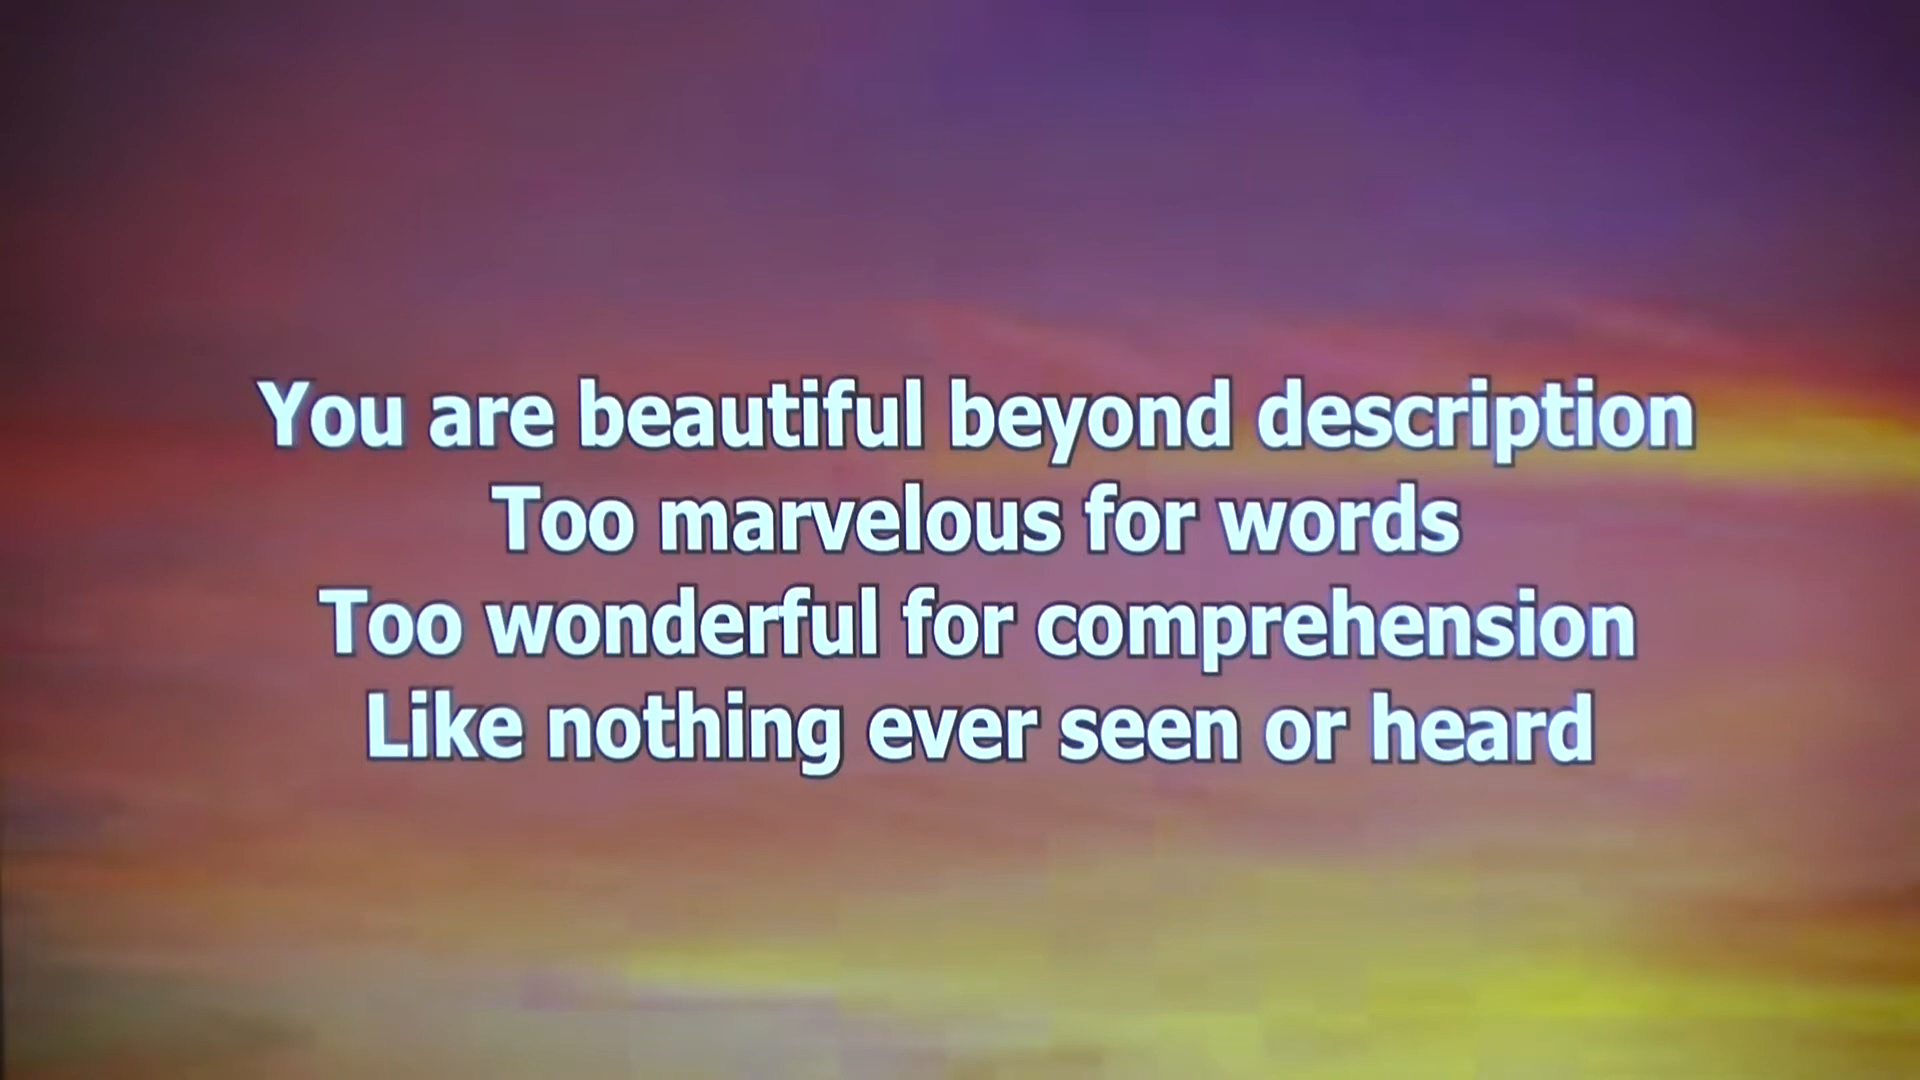 You are beautiful beyond description
Too marvelous for words
Too wonderful for comprehension
Like nothing ever seen or heard